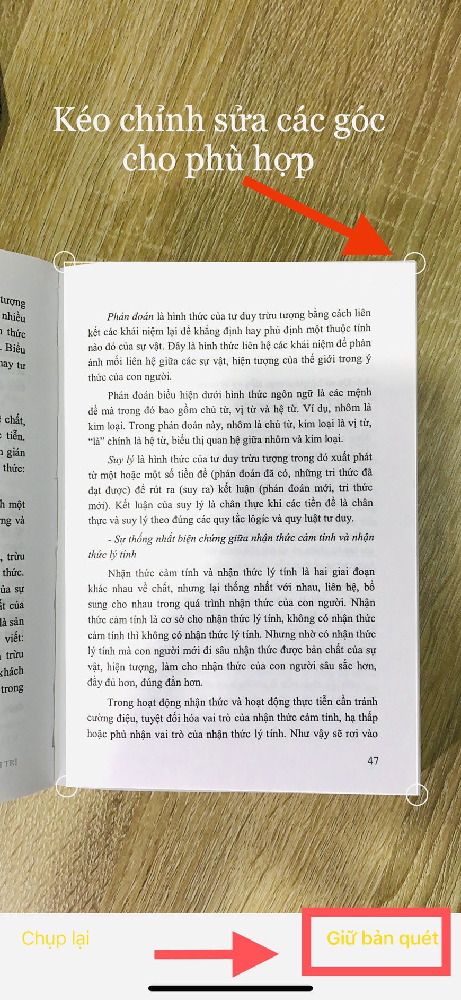 Kéo chỉnh sửa các góc
cho phù hợp
tượng
nhiều
thức
. Biểu
hay tư
chất,
tiễn.
gián
thức:
một
và
, trừu
thức.
ủa sự
của
là sản
viết:
trừu
khách
trong
TRI
Phán đoán là hình thức của tư duy trừu tượng bằng cách liên
kết các khái niệm lại để khẳng định hay phủ định một thuộc tính
nào đó của sự vật. Đây là hình thức liên hệ các khái niệm để phản
ánh mối liên hệ giữa các sự vật, hiện tượng của thế giới trong ý
thức của con người.
Phán đoán biểu hiện dưới hình thức ngôn ngữ là các mệnh
đề mà trong đó bao gồm chủ từ, vị từ và hệ từ. Ví dụ, nhôm là
kim loại. Trong phán đoán này, nhôm là chủ từ, kim loại là vị từ,
“là” chính là hệ từ, biểu thị quan hệ giữa nhôm và kim loại.
Suy lý là hình thức của tư duy trừu tượng trong đó xuất phát
từ một hoặc một số tiền đề (phán đoán đã có, những tri thức đã
đạt được) để rút ra (suy ra) kết luận (phán đoán mới, tri thức
mới). Kết luận của suy lý là chân thực khi các tiền đề là chân
thực và suy lý theo đúng các quy tắc lôgíc và quy luật tư duy.
- Sự thống nhất biện chứng giữa nhận thức cảm tính và nhận
thức lý tính
Nhận thức cảm tính và nhận thức lý tính là hai giai đoạn
khác nhau về chất, nhưng lại thống nhất với nhau, liên hệ, bổ
sung cho nhau trong quá trình nhận thức của con người. Nhận
thức cảm tính là cơ sở cho nhận thức lý tính, không có nhận thức
cảm tính thì không có nhận thức lý tính. Nhưng nhờ có nhận thức
lý tính mà con người mới đi sâu nhận thức được bản chất của sự
vật, hiện tượng, làm cho nhận thức của con người sâu sắc hơn,
đầy đủ hơn, đúng đắn hơn.
Trong hoạt động nhận thức và hoạt động thực tiễn cần tránh
cường điệu, tuyệt đối hóa vai trò của nhận thức cảm tính, hạ thấp
hoặc phủ nhận vai trò của nhận thức lý tính. Như vậy sẽ rơi vào
47
Chụp lại
Giữ bản quét